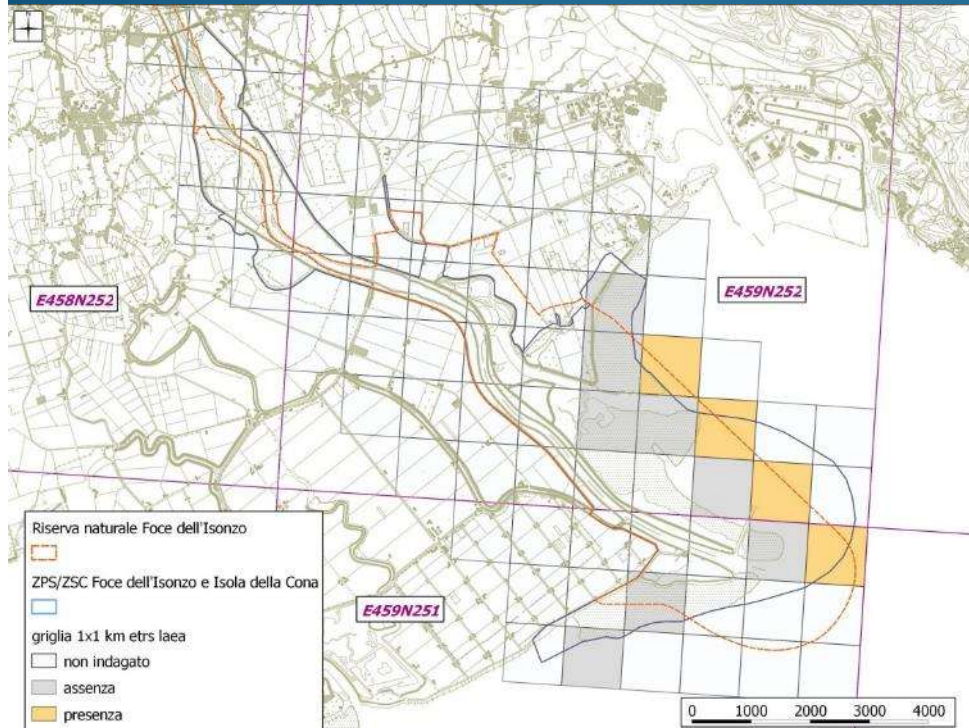 E458N252
E459N252
E459N251
Riserva naturale Foce dell'Isonzo
ZPS/ZSC Foce dell'Isonzo e Isola della Cona
griglia 1x1 km etrs laea
non indagato
assenza
presenza
0 1000 2000 3000 4000